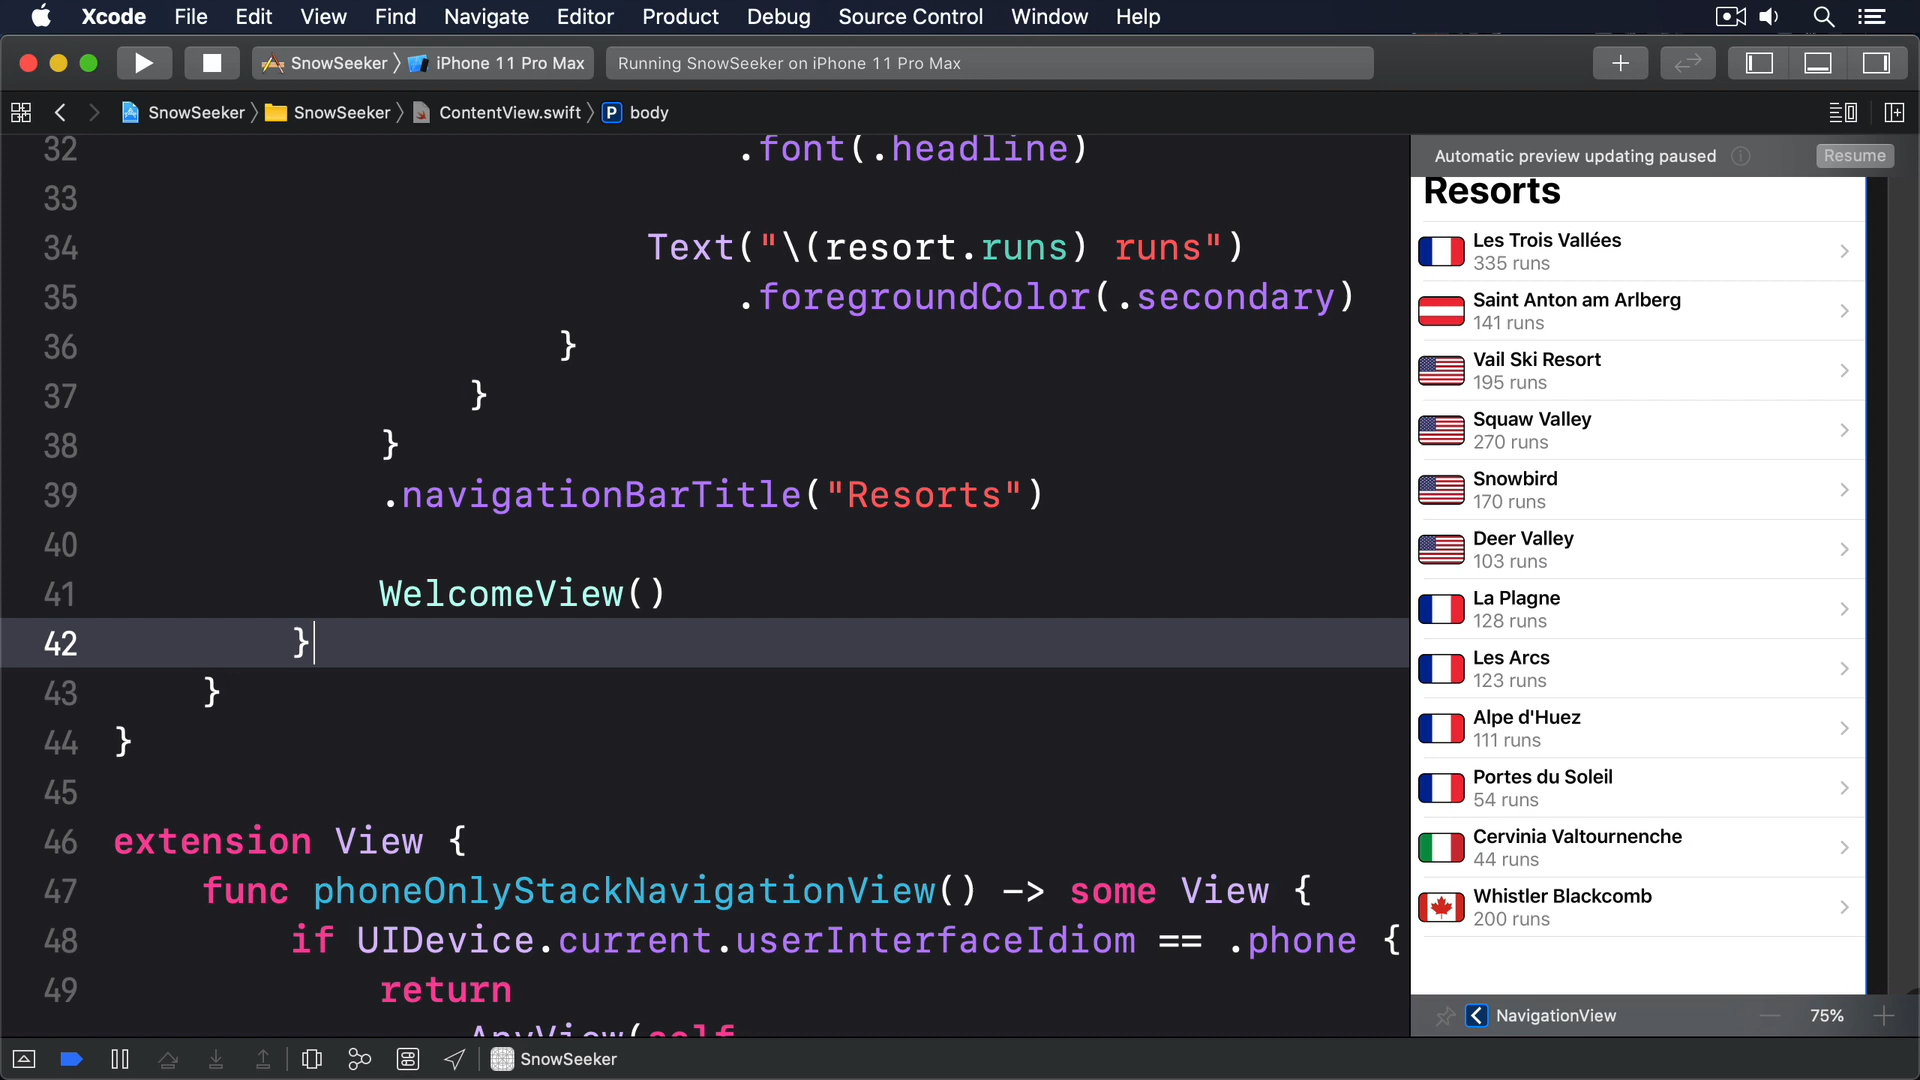 Xcode File Edit View Find Navigate Editor Product Debug Source Control Window Help
SnowSeeker iPhone 11 Pro Max
Running SnowSeeker on iPhone 11 Pro Max
SnowSeeker SnowSeeker ContentView.swift P body
32 .font(.headline)
33
34 Text("\(resort.runs) runs")
35 .foregroundColor(.secondary)
36 }
37 }
38 }
39 .navigationBarTitle("Resorts")
40
41 WelcomeView()
42 }
43 }
44 }
45
46 extension View {
47 func phoneOnlyStackNavigationView() -> some View {
48 if UIDevice.current.userInterfaceIdiom == .phone {
49 return
AnyView(self
Automatic preview updating paused
Resume
Resorts
Les Trois Vallées
335 runs
Saint Anton am Arlberg
141 runs
Vail Ski Resort
195 runs
Squaw Valley
270 runs
Snowbird
170 runs
Deer Valley
103 runs
La Plagne
128 runs
Les Arcs
123 runs
Alpe d'Huez
111 runs
Portes du Soleil
54 runs
Cervinia Valtournenche
44 runs
Whistler Blackcomb
200 runs
NavigationView 75%
SnowSeeker